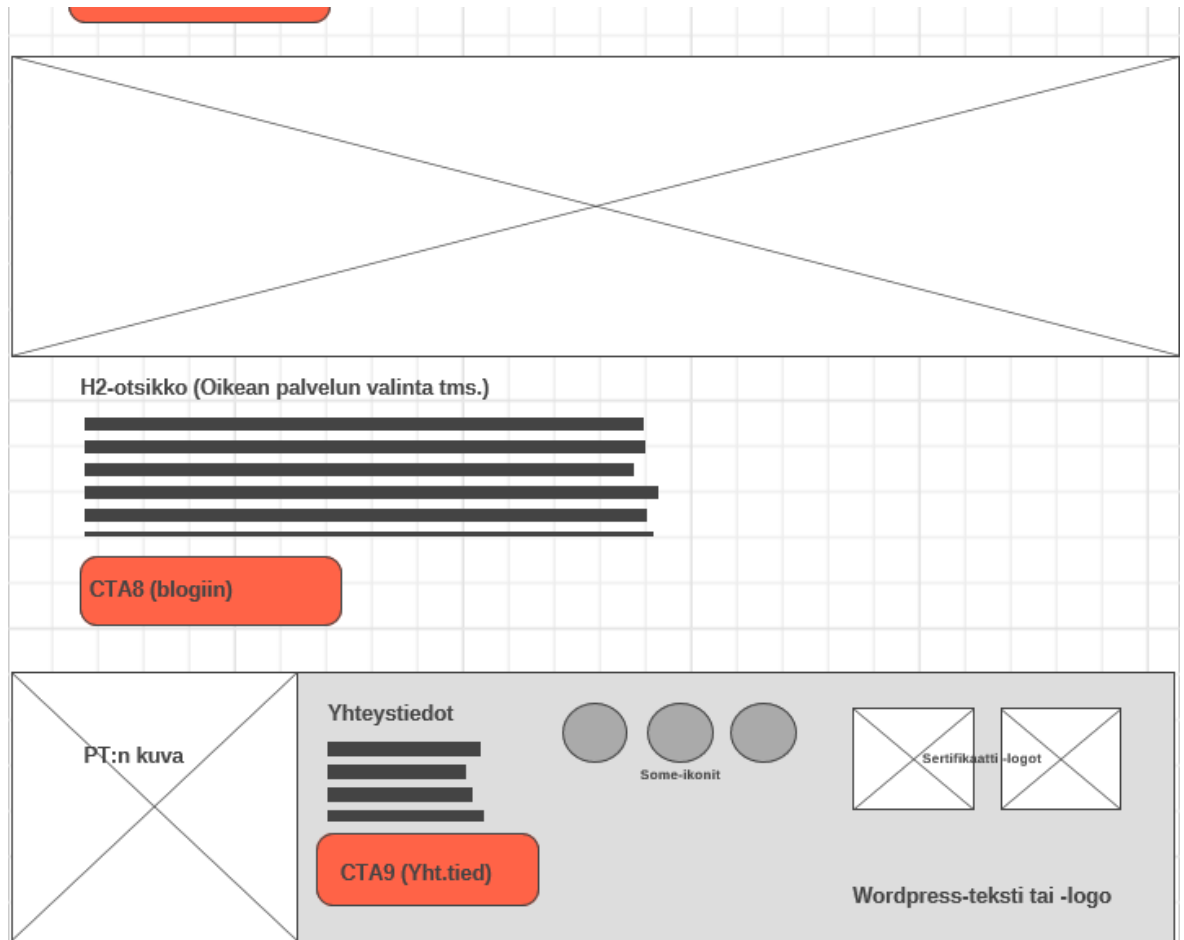 H2-otsikko (Oikean palvelun valinta tms.)
CTA8 (blogiin)
PT:n kuva
Yhteystiedot
CTA9 (Yht.tied)
Some-ikonit
Sertifikaatti -logot
Wordpress-teksti tai -logo